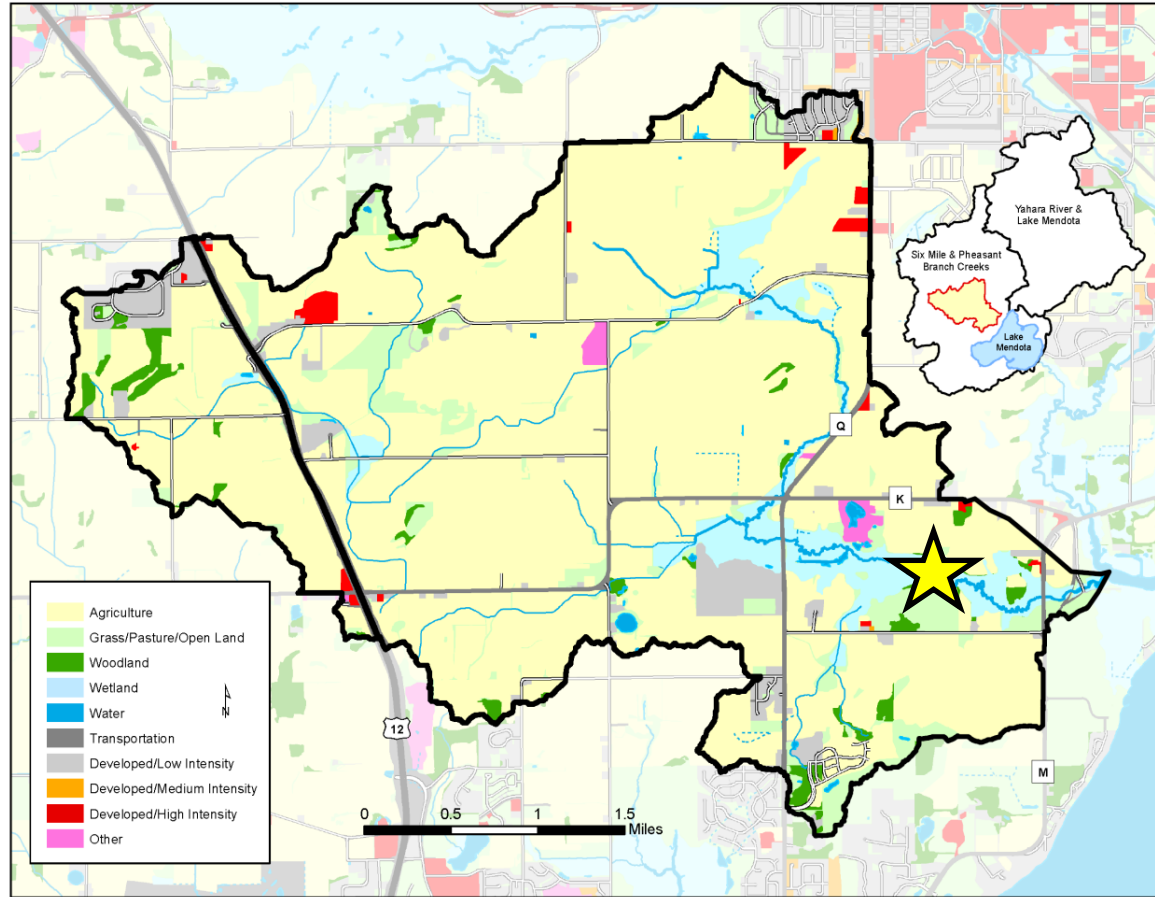 Yahara River &
Lake Mendota
Six Mile & Pheasant
Branch Creeks
Lake
Mendota
Q
K
Agriculture
Grass/Pasture/Open Land
Woodland
Wetland
Water
Transportation
Developed/Low Intensity
Developed/Medium Intensity
Developed/High Intensity
Other
N
12
M
0 0.5 1 1.5
Miles